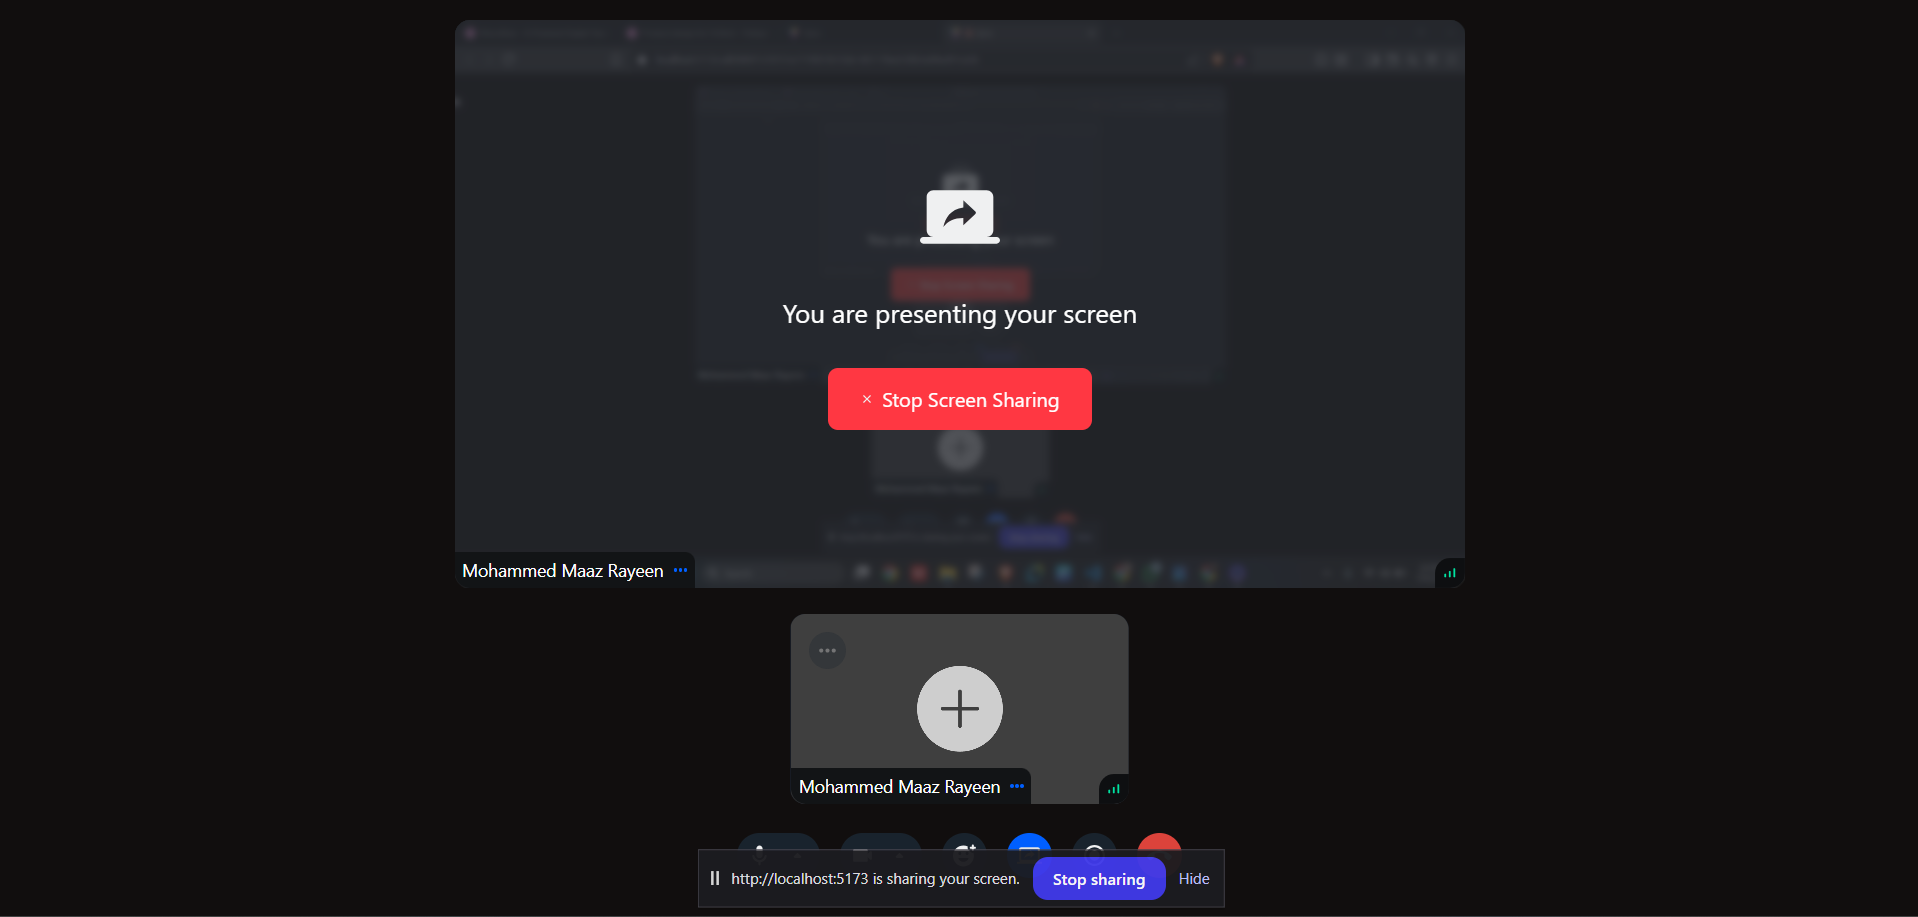 You are presenting your screen
× Stop Screen Sharing
Mohammed Maaz Rayeen
Mohammed Maaz Rayeen
http://localhost:5173 is sharing your screen. Stop sharing Hide